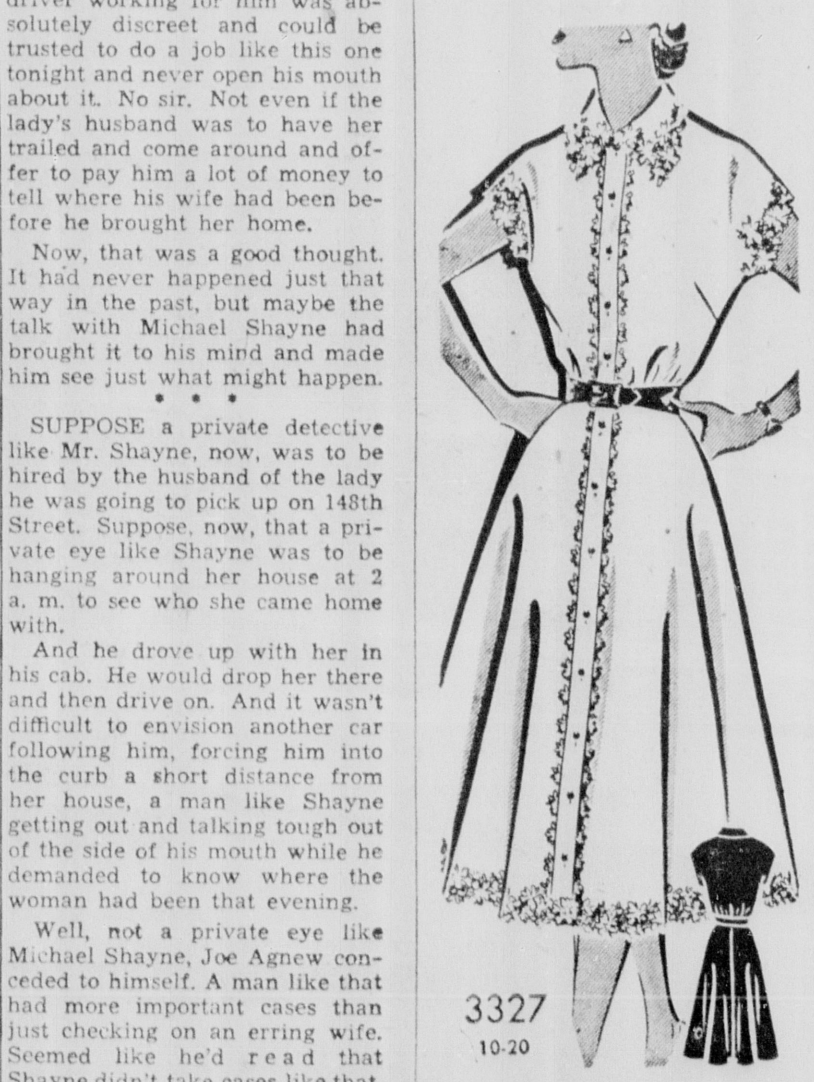 driver working for him was ab-
solutely discreet and could be
trusted to do a job like this one
tonight and never open his mouth
about it. No sir. Not even if the
lady's husband was to have her
trailed and come around and of-
fer to pay him a lot of money to
tell where his wife had been be-
fore he brought her home.
Now, that was a good thought.
It had never happened just that
way in the past, but maybe the
talk with Michael Shayne had
brought it to his mind and made
him see just what might happen.
* * *
SUPPOSE a private detective
like Mr. Shayne, now, was to be
hired by the husband of the lady
he was going to pick up on 148th
Street. Suppose, now, that a pri-
vate eye like Shayne was to be
hanging around her house at 2
a. m. to see who she came home
with.
And he drove up with her in
his cab. He would drop her there
and then drive on. And it wasn't
difficult to envision another car
following him, forcing him into
the curb a short distance from
her house, a man like Shayne
getting out and talking tough out
of the side of his mouth while he
demanded to know where the
woman had been that evening.
Well, not a private eye like
Michael Shayne, Joe Agnew con-
ceded to himself. A man like that
had more important cases than
just checking on an erring wife.
Seemed like he'd read that
Shayne didn't take cases like that
3327
10-20